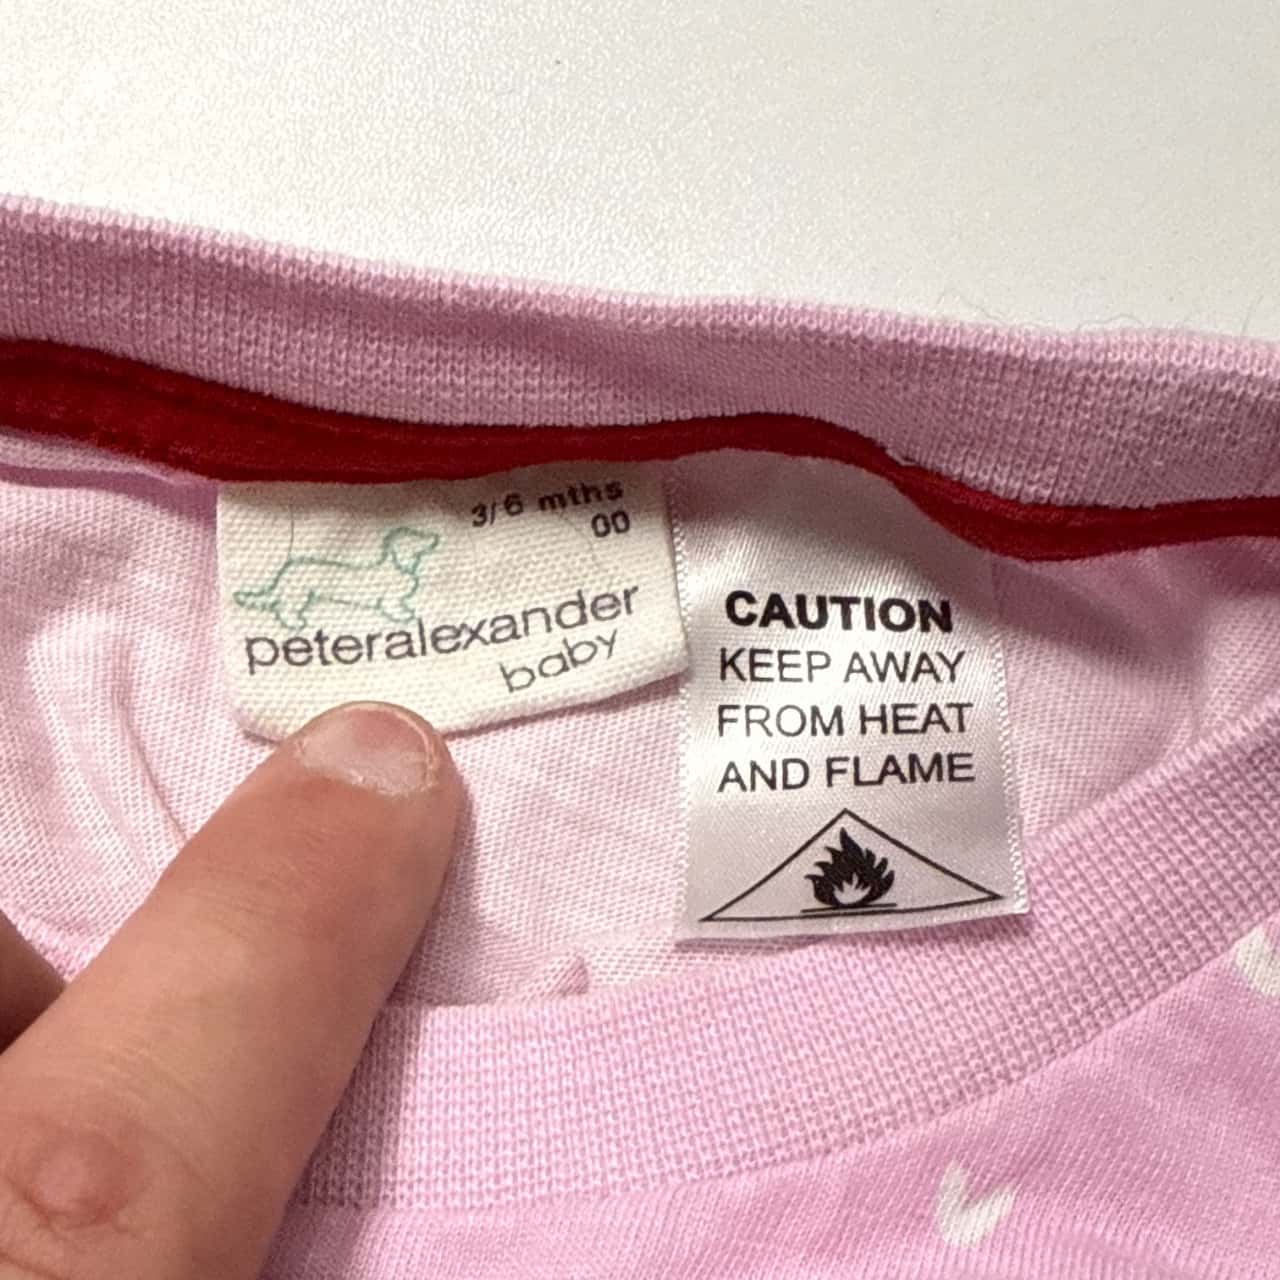 3/6 mths
00
peteralexander
baby
CAUTION
KEEP AWAY
FROM HEAT
AND FLAME